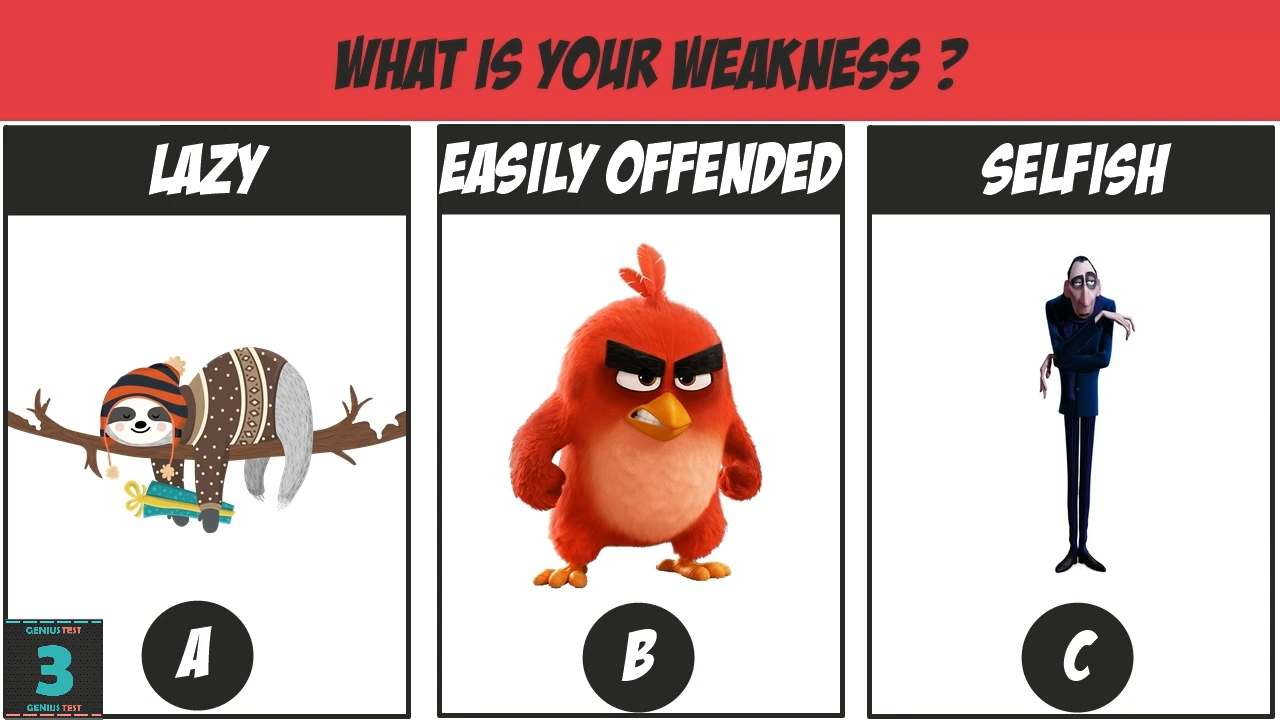 WHAT IS YOUR WEAKNESS ?
LAZY
EASILY OFFENDED
SELFISH
A
B
C
GENIUS TEST
3
GENIUS TEST